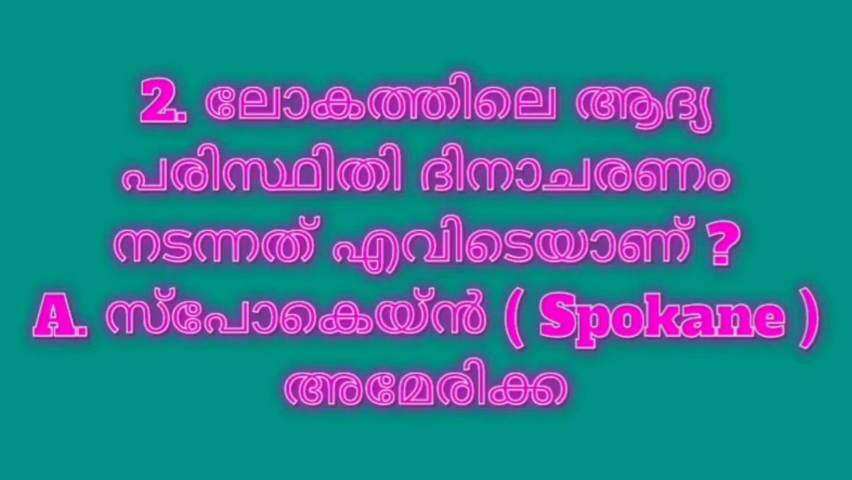 2. ലോകത്തിലെ ആദ്യ
പരിസ്ഥിതി ദിനാചരണം
നടന്നത് എവിടെയാണ് ?
A. സ്പോകെയ്ൻ ( Spokane )
അമേരിക്ക